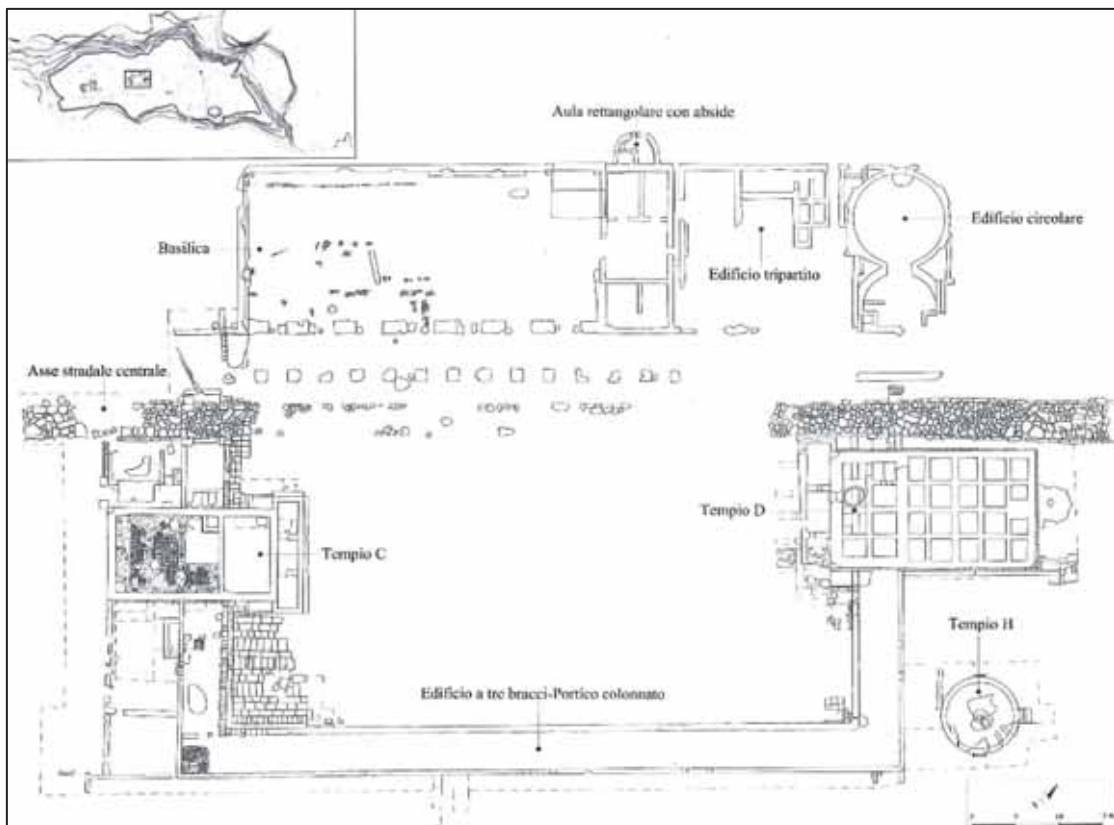 Aula rettangolare con abside
Edificio circolare
Basilica
Edificio tripartito
Asse stradale centrale
Tempio D
Tempio C
Tempio H
Edificio a tre bracci-Portico colonnato